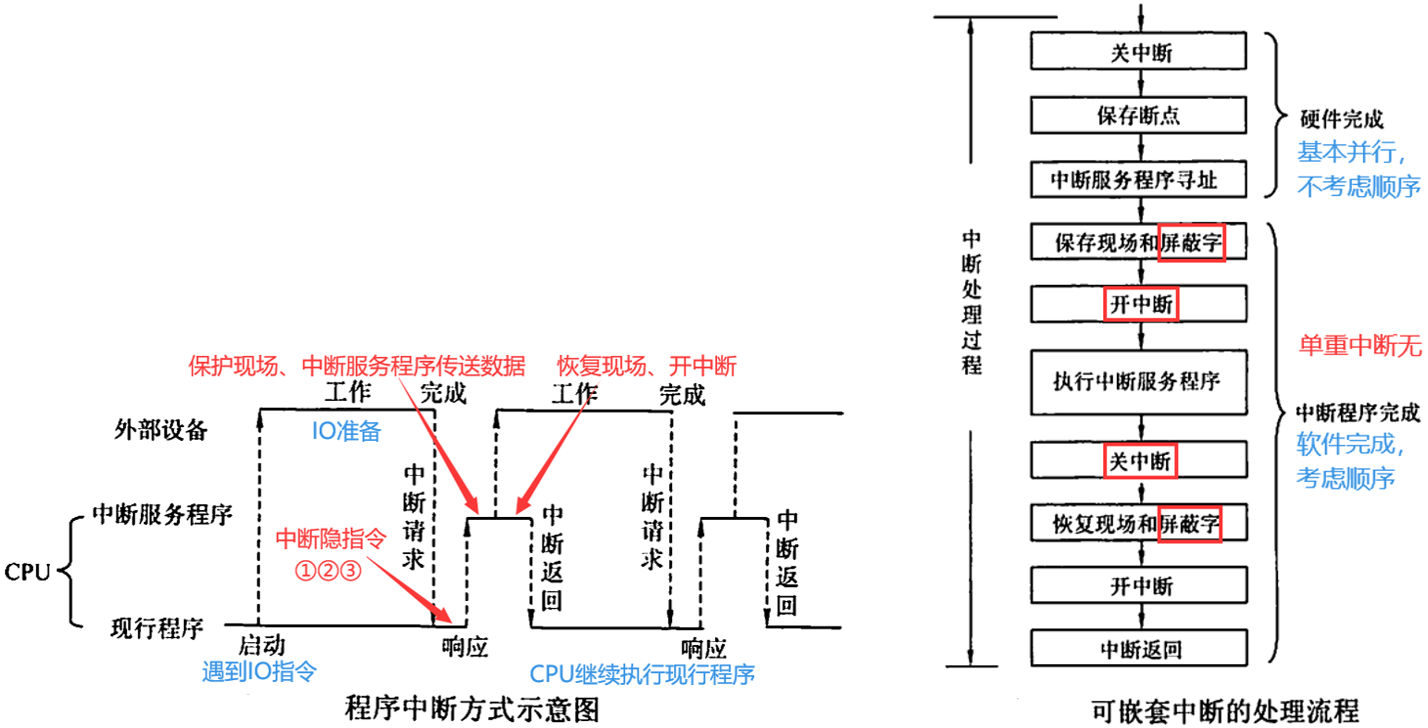 保护现场、中断服务程序传送数据
恢复现场、开中断
工作
完成
工作
完成
外部设备
IO准备
中断请求
中断请求
中断服务程序
中断隐指令
①②③
中断返回
中断返回
CPU
现行程序
启动
响应
响应
遇到IO指令
CPU继续执行现行程序
程序中断方式示意图
中断处理过程
关中断
保存断点
中断服务程序寻址
硬件完成
基本并行,
不考虑顺序
保存现场和屏蔽字
开中断
执行中断服务程序
关中断
恢复现场和屏蔽字
开中断
中断返回
单重中断无
中断程序完成
软件完成,
考虑顺序
可嵌套中断的处理流程